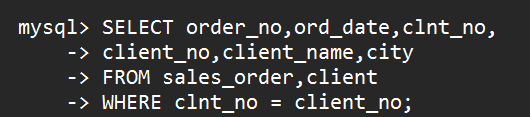 mysql> SELECT order_no,ord_date,clnt_no,
-> client_no,client_name,city
-> FROM sales_order,client
-> WHERE clnt_no = client_no;